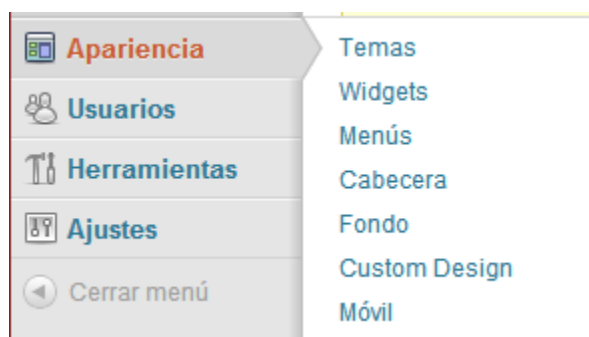 Apariencia
Usuarios
Herramientas
Ajustes
Cerrar menú
Temas
Widgets
Menús
Cabecera
Fondo
Custom Design
Móvil